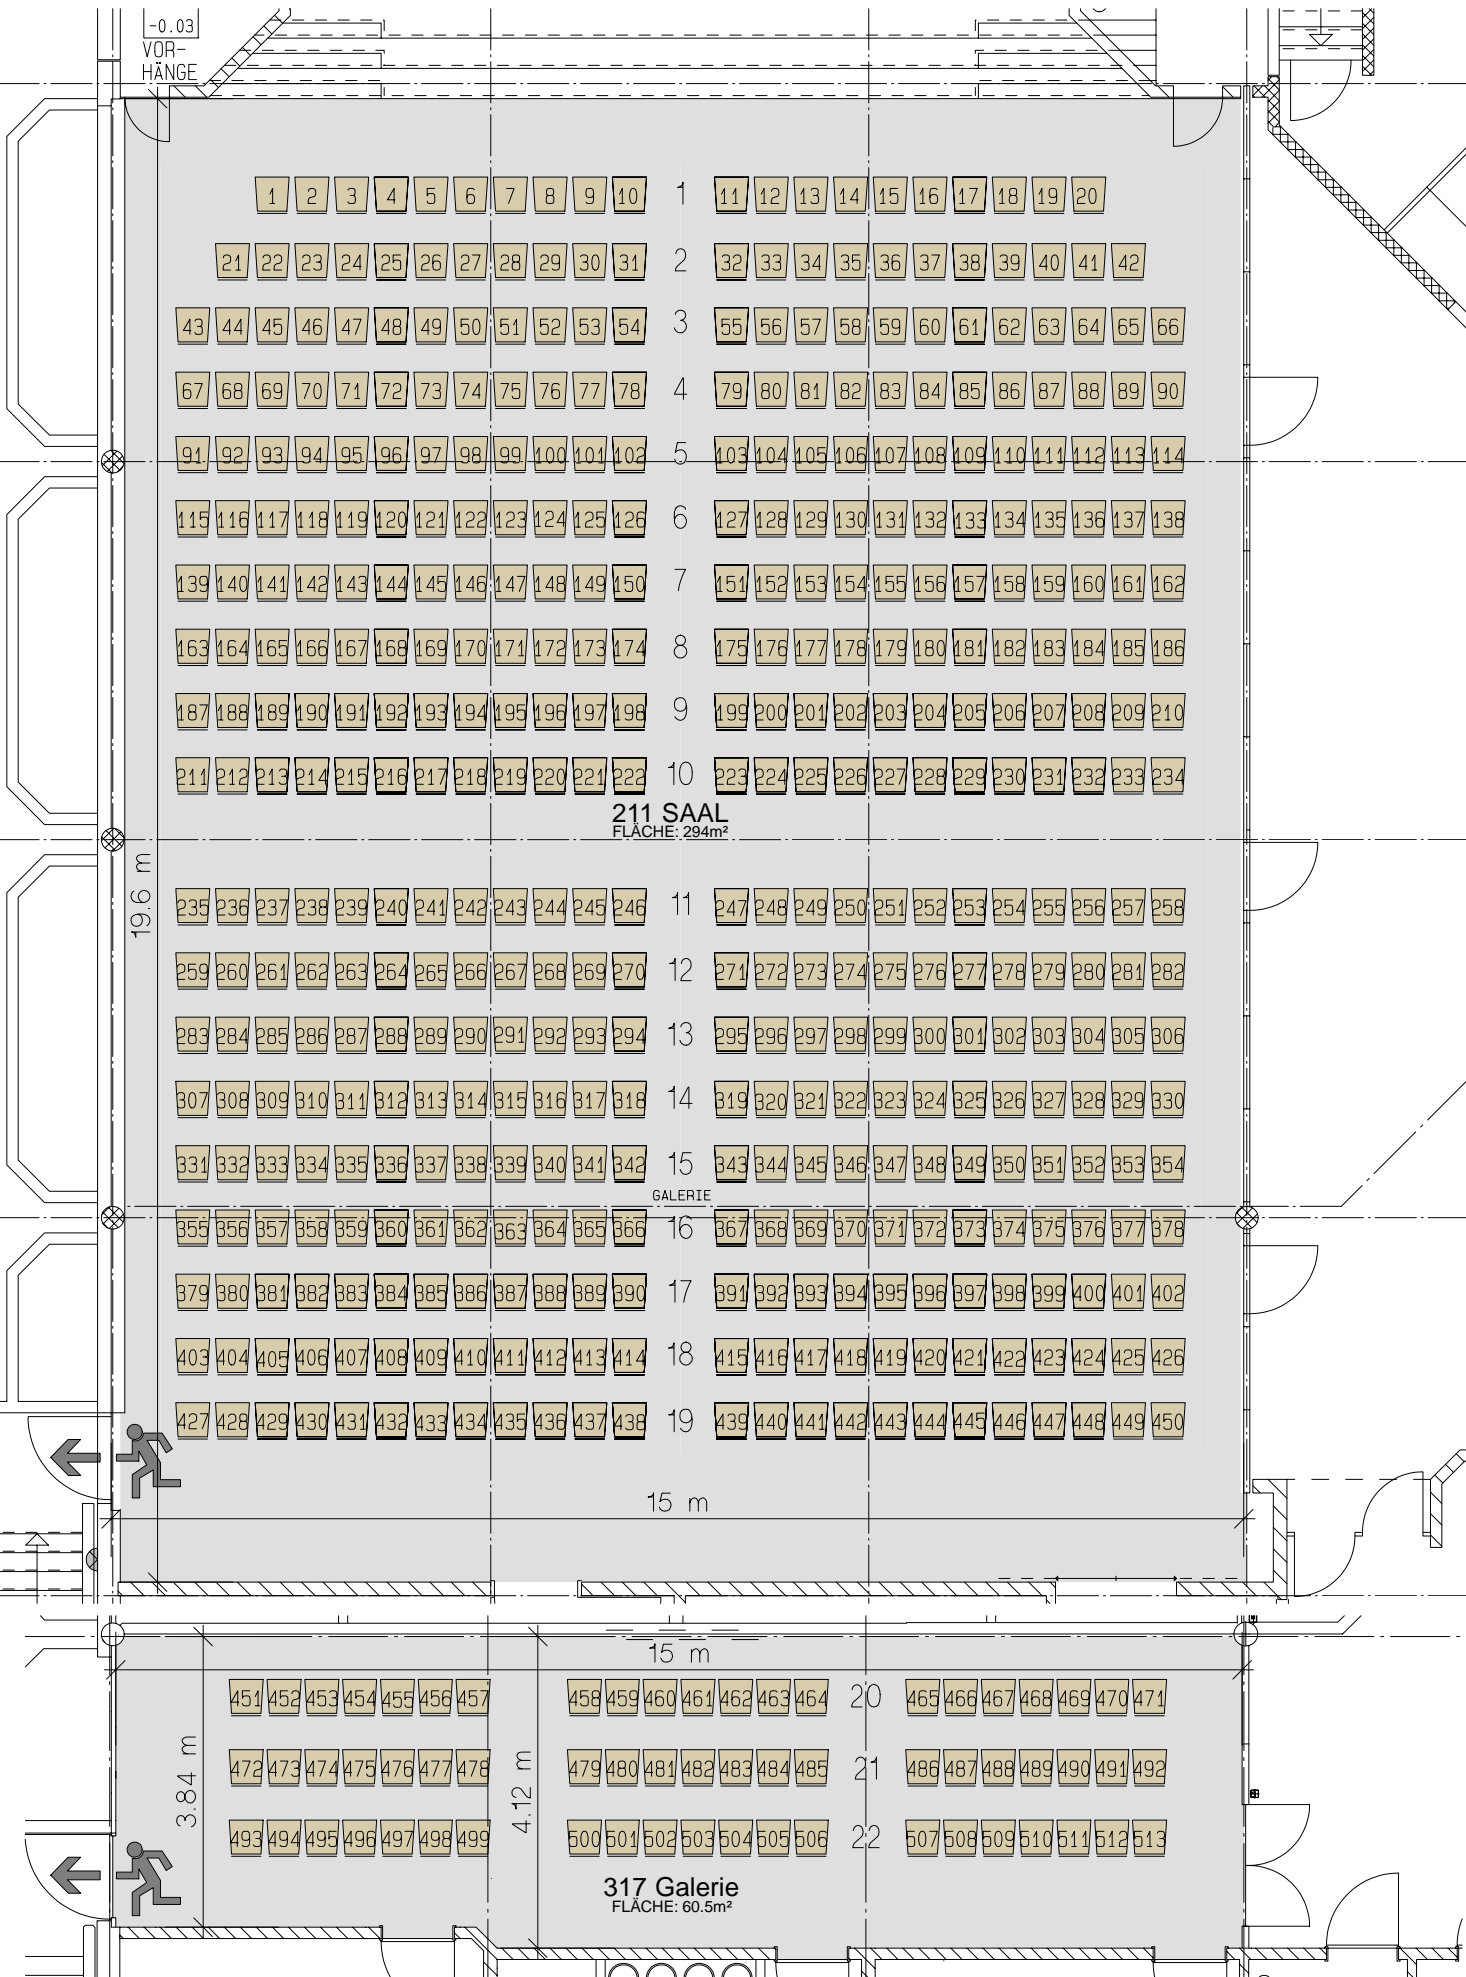 -0.03
VOR-
HÄNGE
1 2 3 4 5 6 7 8 9 10 1 11 12 13 14 15 16 17 18 19 20
21 22 23 24 25 26 27 28 29 30 31 2 32 33 34 35 36 37 38 39 40 41 42
43 44 45 46 47 48 49 50 51 52 53 54 3 55 56 57 58 59 60 61 62 63 64 65 66
67 68 69 70 71 72 73 74 75 76 77 78 4 79 80 81 82 83 84 85 86 87 88 89 90
91 92 93 94 95 96 97 98 99 100 101 102 5 103 104 105 106 107 108 109 110 111 112 113 114
115 116 117 118 119 120 121 122 123 124 125 126 6 127 128 129 130 131 132 133 134 135 136 137 138
139 140 141 142 143 144 145 146 147 148 149 150 7 151 152 153 154 155 156 157 158 159 160 161 162
163 164 165 166 167 168 169 170 171 172 173 174 8 175 176 177 178 179 180 181 182 183 184 185 186
187 188 189 190 191 192 193 194 195 196 197 198 9 199 200 201 202 203 204 205 206 207 208 209 210
211 212 213 214 215 216 217 218 219 220 221 222 10 223 224 225 226 227 228 229 230 231 232 233 234
211 SAAL
FLÄCHE: 294m²
19.6 m
235 236 237 238 239 240 241 242 243 244 245 246 11 247 248 249 250 251 252 253 254 255 256 257 258
259 260 261 262 263 264 265 266 267 268 269 270 12 271 272 273 274 275 276 277 278 279 280 281 282
283 284 285 286 287 288 289 290 291 292 293 294 13 295 296 297 298 299 300 301 302 303 304 305 306
307 308 309 310 311 312 313 314 315 316 317 318 14 319 320 321 322 323 324 325 326 327 328 329 330
331 332 333 334 335 336 337 338 339 340 341 342 15 343 344 345 346 347 348 349 350 351 352 353 354
GALERIE
355 356 357 358 359 360 361 362 363 364 365 366 16 367 368 369 370 371 372 373 374 375 376 377 378
379 380 381 382 383 384 385 386 387 388 389 390 17 391 392 393 394 395 396 397 398 399 400 401 402
403 404 405 406 407 408 409 410 411 412 413 414 18 415 416 417 418 419 420 421 422 423 424 425 426
427 428 429 430 431 432 433 434 435 436 437 438 19 439 440 441 442 443 444 445 446 447 448 449 450
15 m
15 m
451 452 453 454 455 456 457 458 459 460 461 462 463 464 20 465 466 467 468 469 470 471
472 473 474 475 476 477 478 479 480 481 482 483 484 485 21 486 487 488 489 490 491 492
3.84 m
4.12 m
493 494 495 496 497 498 499 500 501 502 503 504 505 506 22 507 508 509 510 511 512 513
317 Galerie
FLÄCHE: 60.5m²